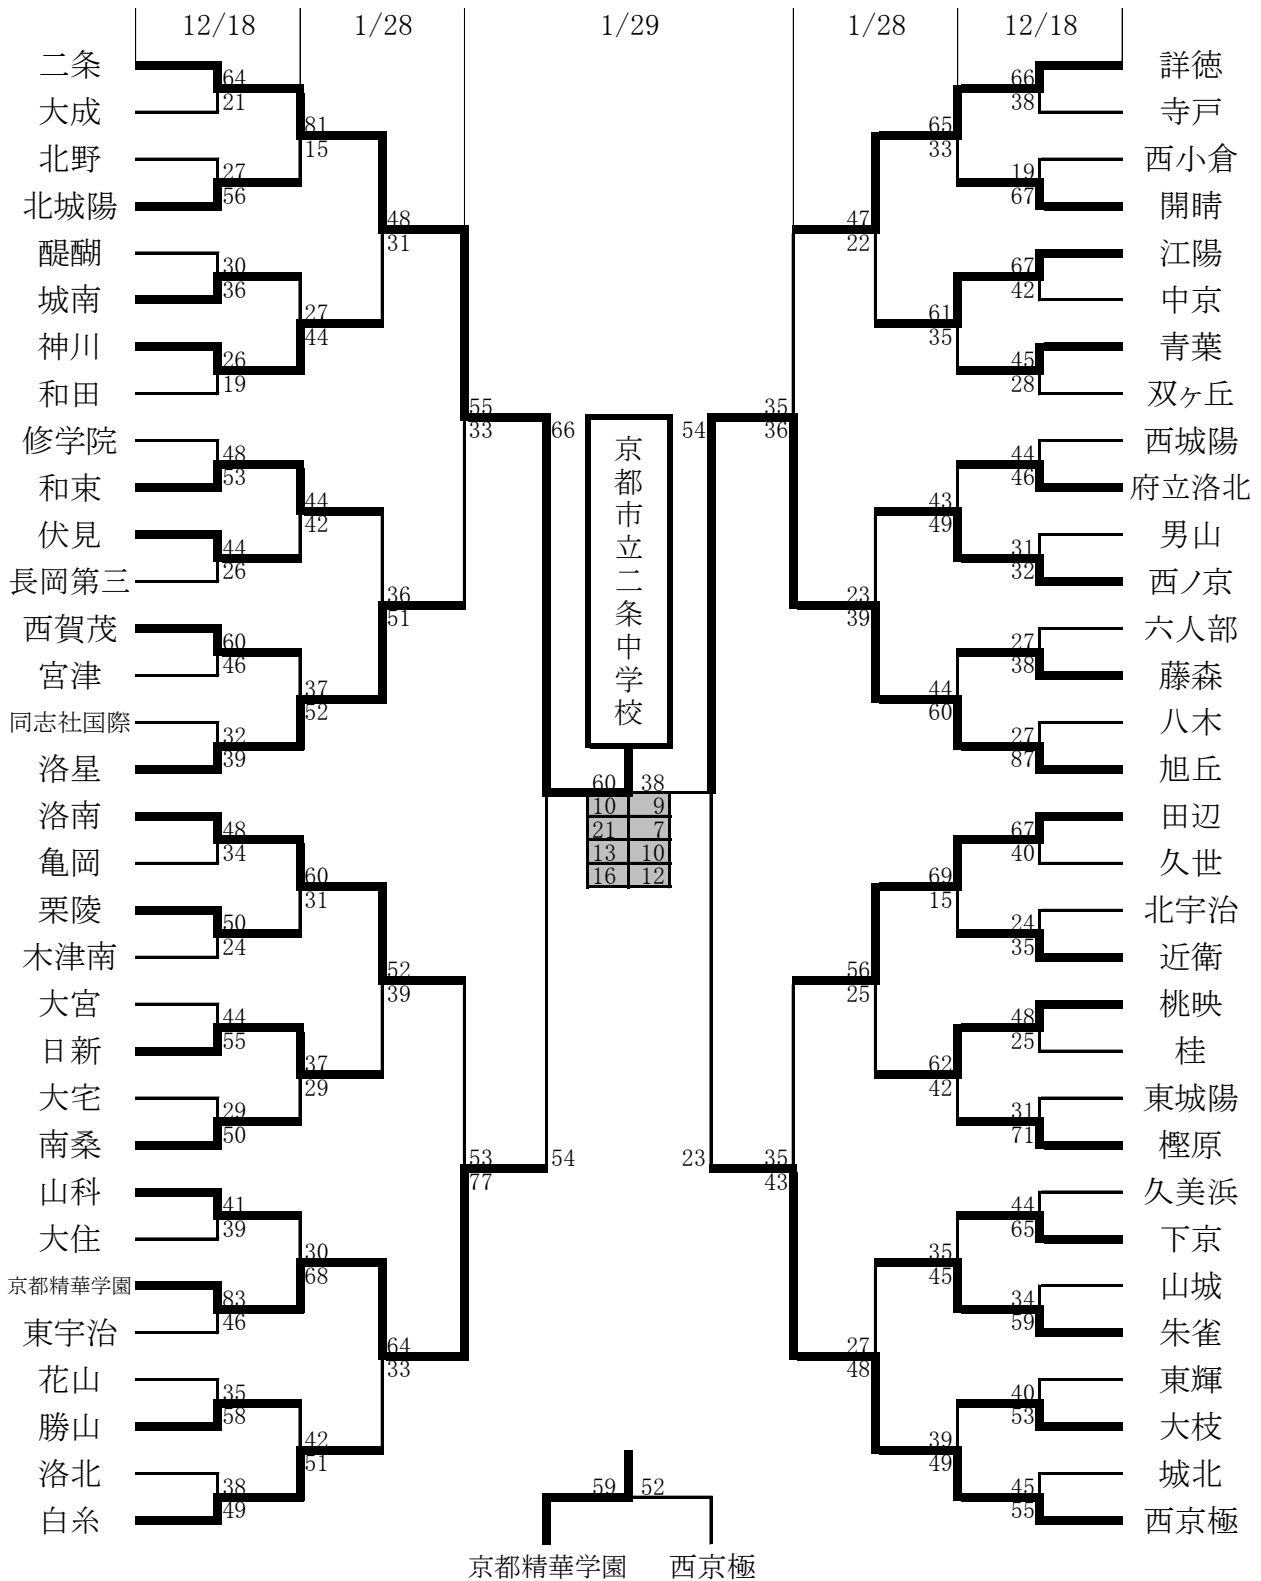 12/18 1/28 1/29 1/28 12/18
二条
64
21
大成
81
15
北野
27
56
北城陽
48
31
醍醐
30
36
城南
27
44
神川
26
19
和田
55
33
修学院
48
53
和束
44
42
伏見
44
26
長岡第三
36
51
西賀茂
60
46
宮津
37
52
同志社国際
32
39
洛星
66
洛南
48
34
亀岡
60
31
栗陵
50
24
木津南
52
39
大宮
44
55
日新
37
29
大宅
29
50
南桑
53
77
54
山科
41
39
大住
30
68
京都精華学園
83
46
東宇治
64
33
花山
35
58
勝山
42
51
洛北
38
49
白糸
京都市立二条中学校
60 38
10 9
21 7
13 10
16 12
59 52
京都精華学園 西京極
詳徳
66
38
寺戸
65
33
西小倉
19
67
開晴
47
22
江陽
67
42
中京
61
35
青葉
45
28
双ヶ丘
54
35
36
西城陽
44
46
府立洛北
43
49
男山
31
32
西ノ京
23
39
六人部
27
38
藤森
44
60
八木
27
87
旭丘
田辺
67
40
久世
69
15
北宇治
24
35
近衛
56
25
桃映
48
25
桂
62
42
東城陽
31
71
樫原
23
35
43
久美浜
44
65
下京
35
45
山城
34
59
朱雀
27
48
東輝
40
53
大枝
39
49
城北
45
55
西京極